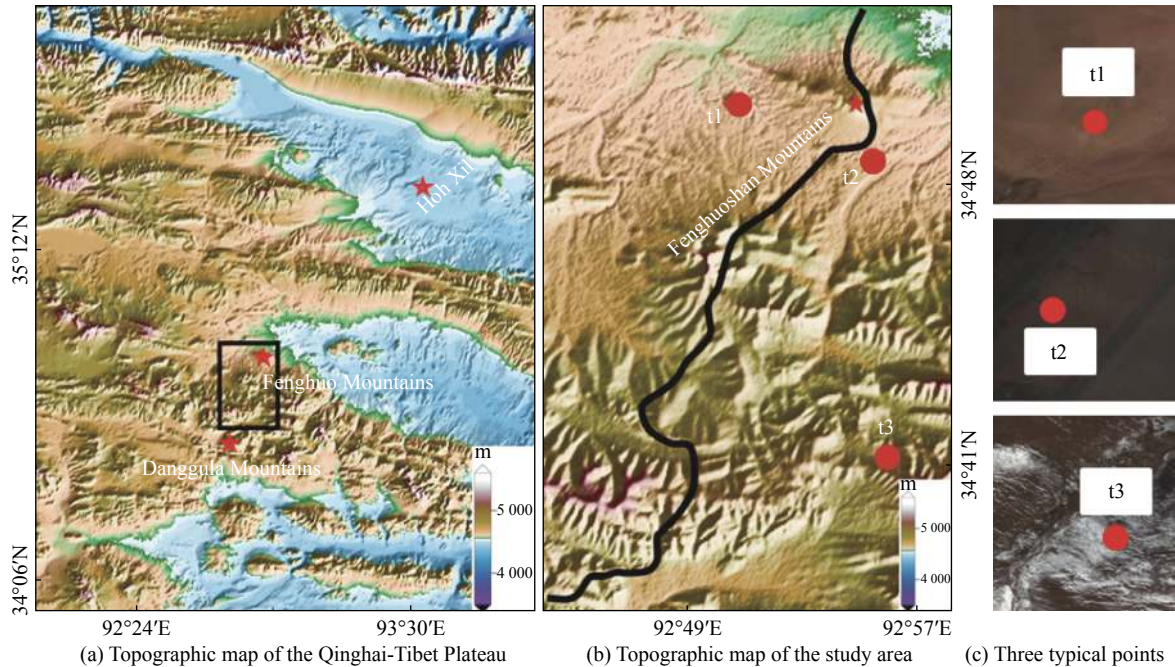 Hoh Xil
Fenghuo Mountains
Danggula Mountains
m
5 000
4 000
35°12′N
34°06′N
92°24′E
93°30′E
(a) Topographic map of the Qinghai-Tibet Plateau
t1
Fenghuoshan Mountains
t2
t3
m
5 000
4 000
34°48′N
34°41′N
92°49′E
92°57′E
(b) Topographic map of the study area
t1
t2
t3
(c) Three typical points